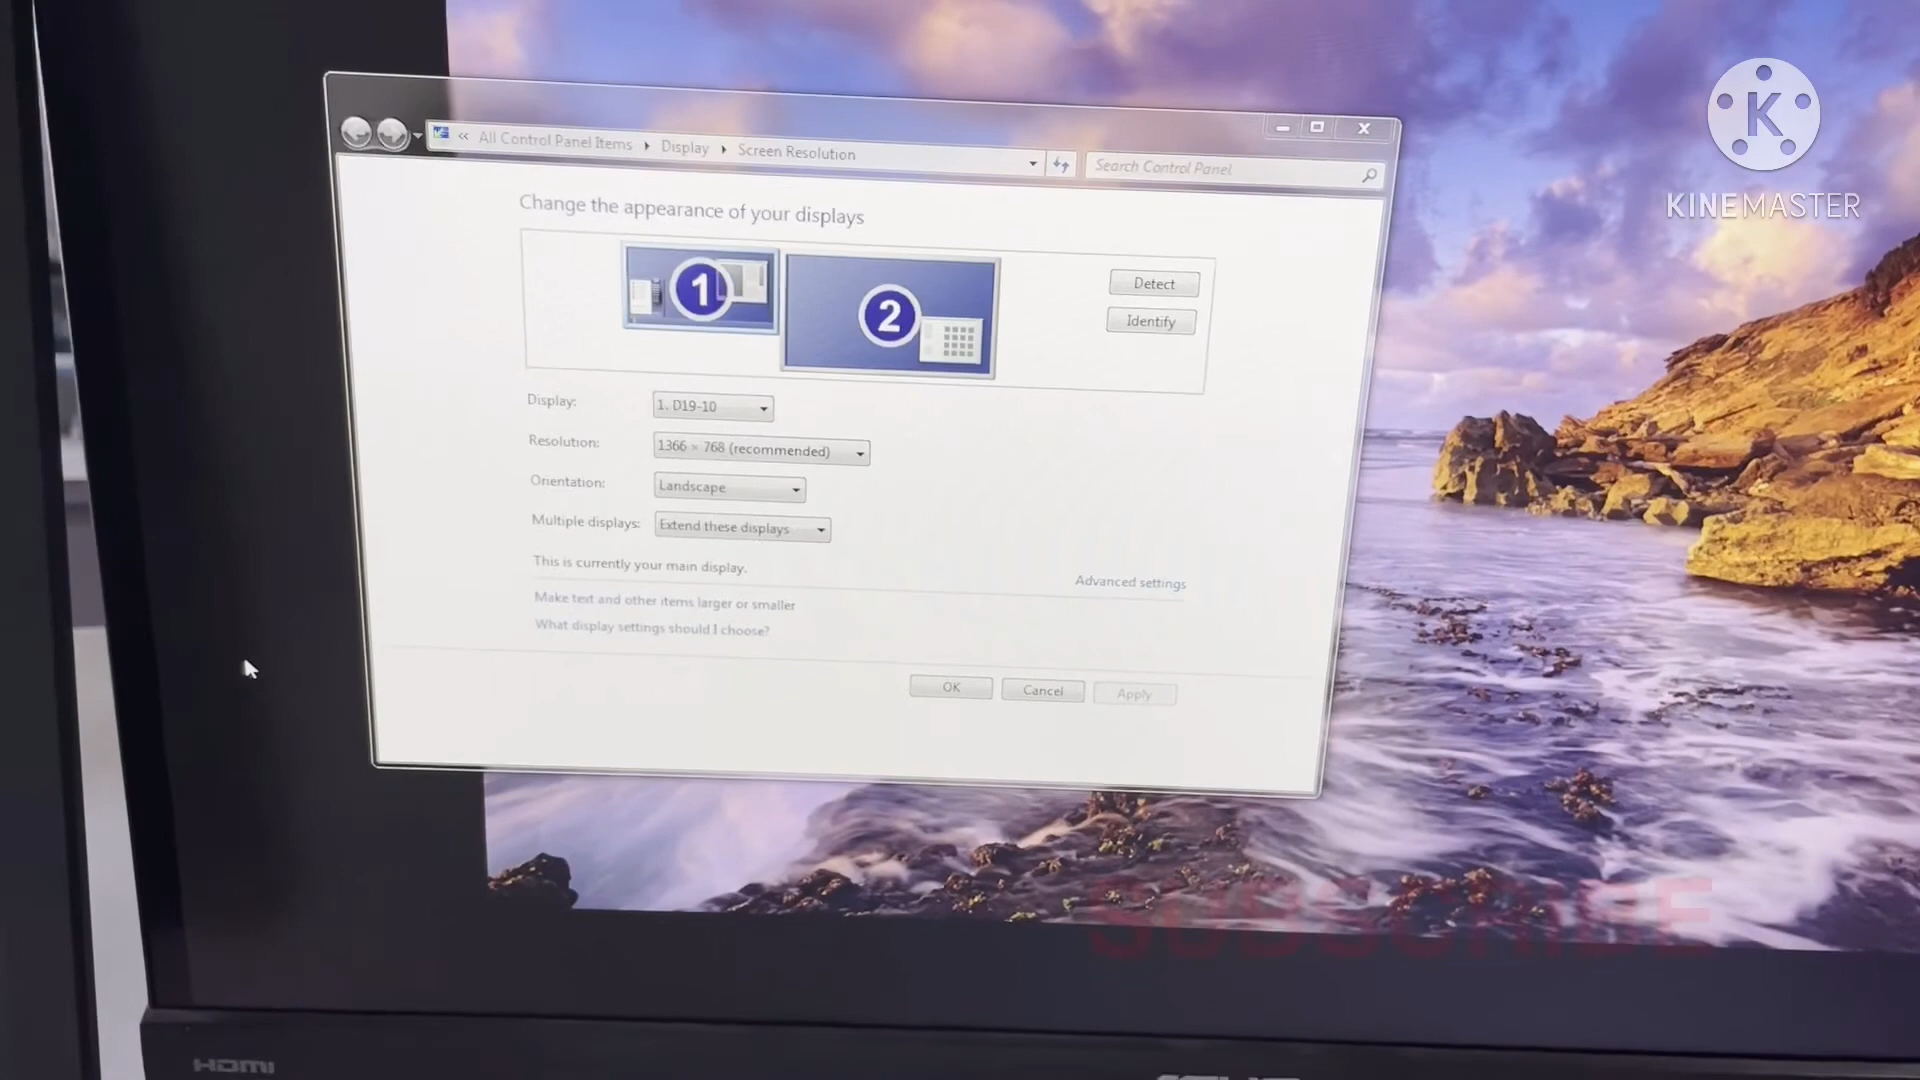 « All Control Panel Items ▸ Display ▸ Screen Resolution
Search Control Panel
Change the appearance of your displays
1
2
Detect
Identify
Display: 1. D19-10
Resolution: 1366 × 768 (recommended)
Orientation: Landscape
Multiple displays: Extend these displays
This is currently your main display.
Advanced settings
Make text and other items larger or smaller
What display settings should I choose?
OK Cancel Apply
K
KINEMASTER
SUBSCRIBE
HDMI